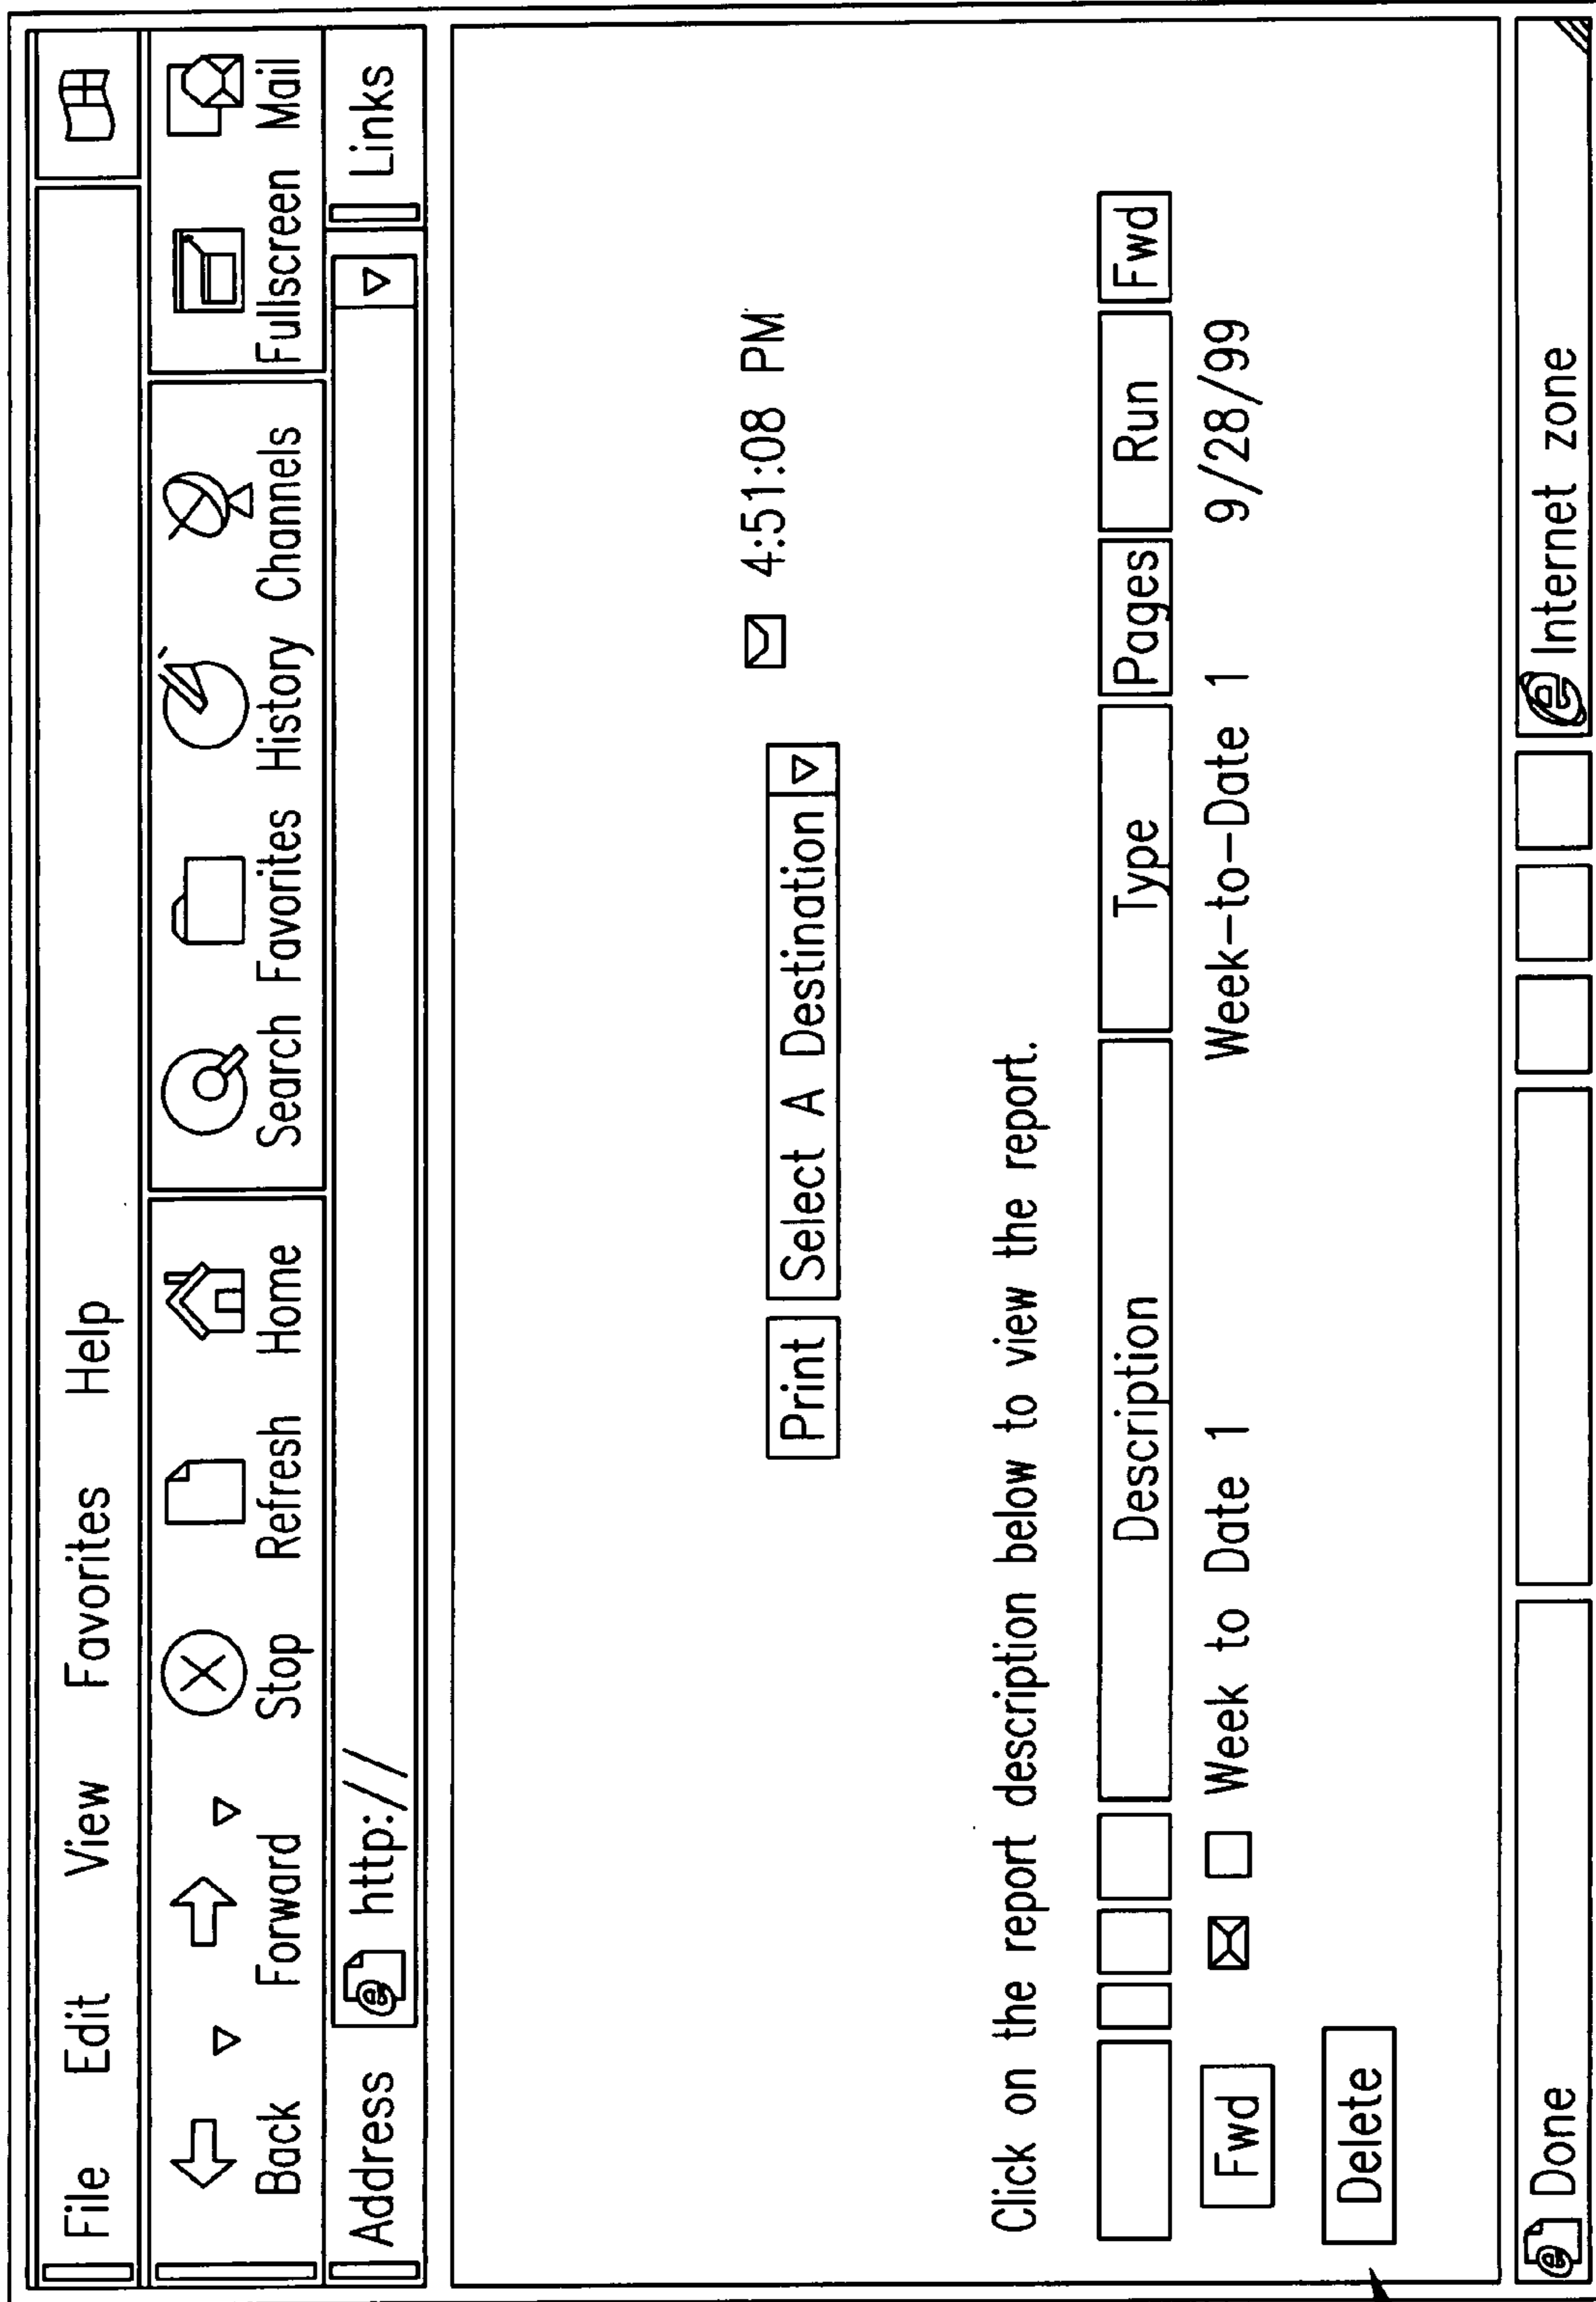 File Edit View Favorites Help
Back Forward Stop Refresh Home Search Favorites History Channels Fullscreen Mail
Address http:// Links
4:51:08 PM
Print Select A Destination
Click on the report description below to view the report.
Description Type Pages Run Fwd
Fwd Week to Date 1 Week-to-Date 1 9/28/99
Delete
Done Internet zone